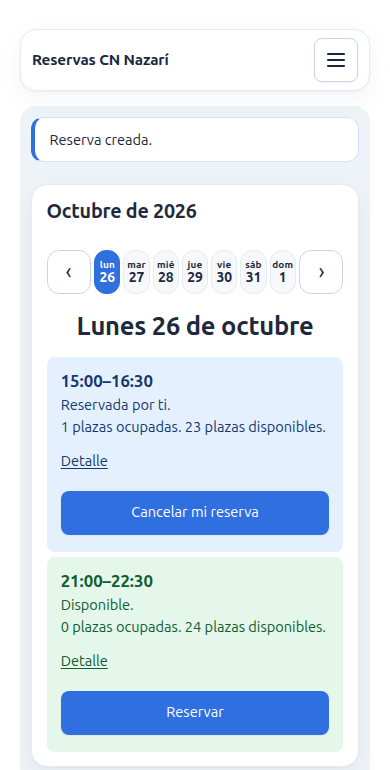 Reservas CN Nazarí
Reserva creada.
Octubre de 2026
‹ lun mar mié jue vie sáb dom ›
26 27 28 29 30 31 1
Lunes 26 de octubre
15:00–16:30
Reservada por ti.
1 plazas ocupadas. 23 plazas disponibles.
Detalle
Cancelar mi reserva
21:00–22:30
Disponible.
0 plazas ocupadas. 24 plazas disponibles.
Detalle
Reservar